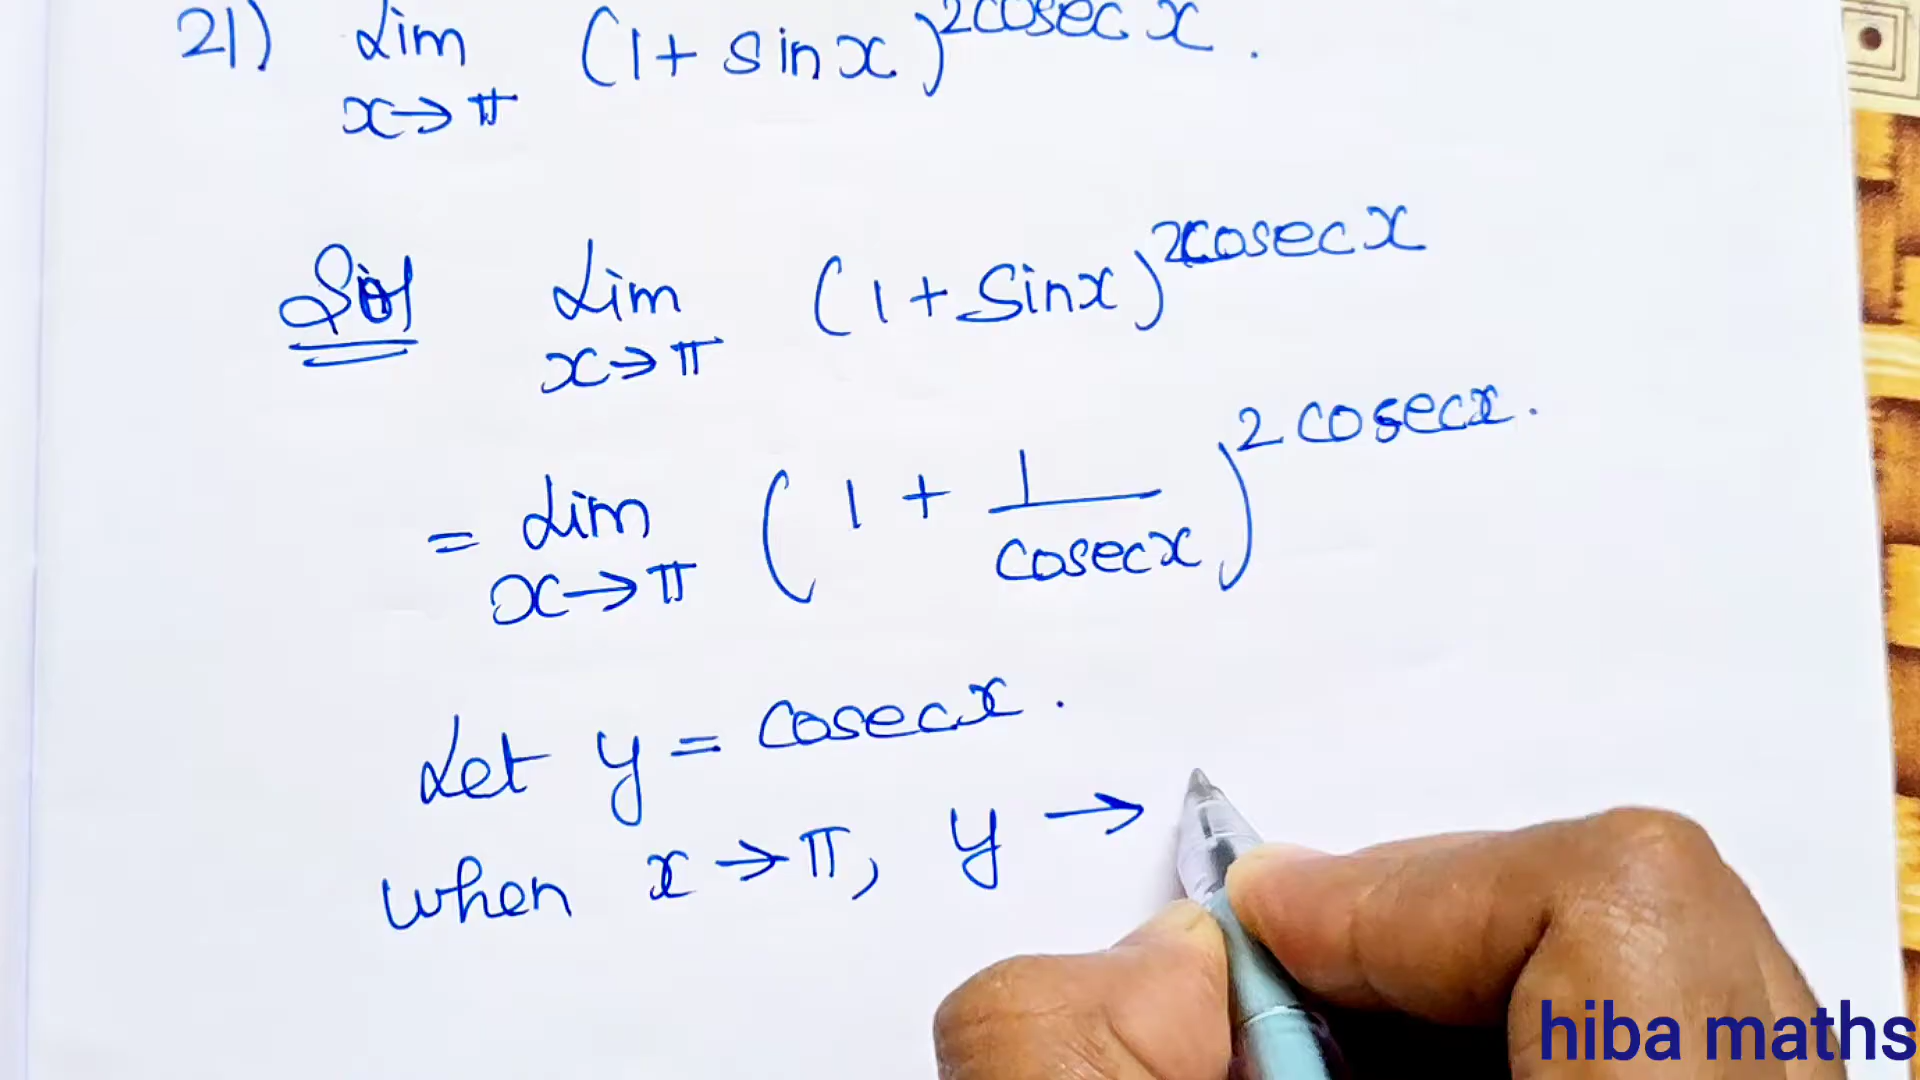 21) Lim (1+ sin x)^2cosec x.
x→π
Sol Lim (1+Sinx)^2cosec x
x→π
= Lim (1 + 1/cosecx)^2 cosecx.
x→π
Let y = cosecx.
when x→π, y →
hiba maths